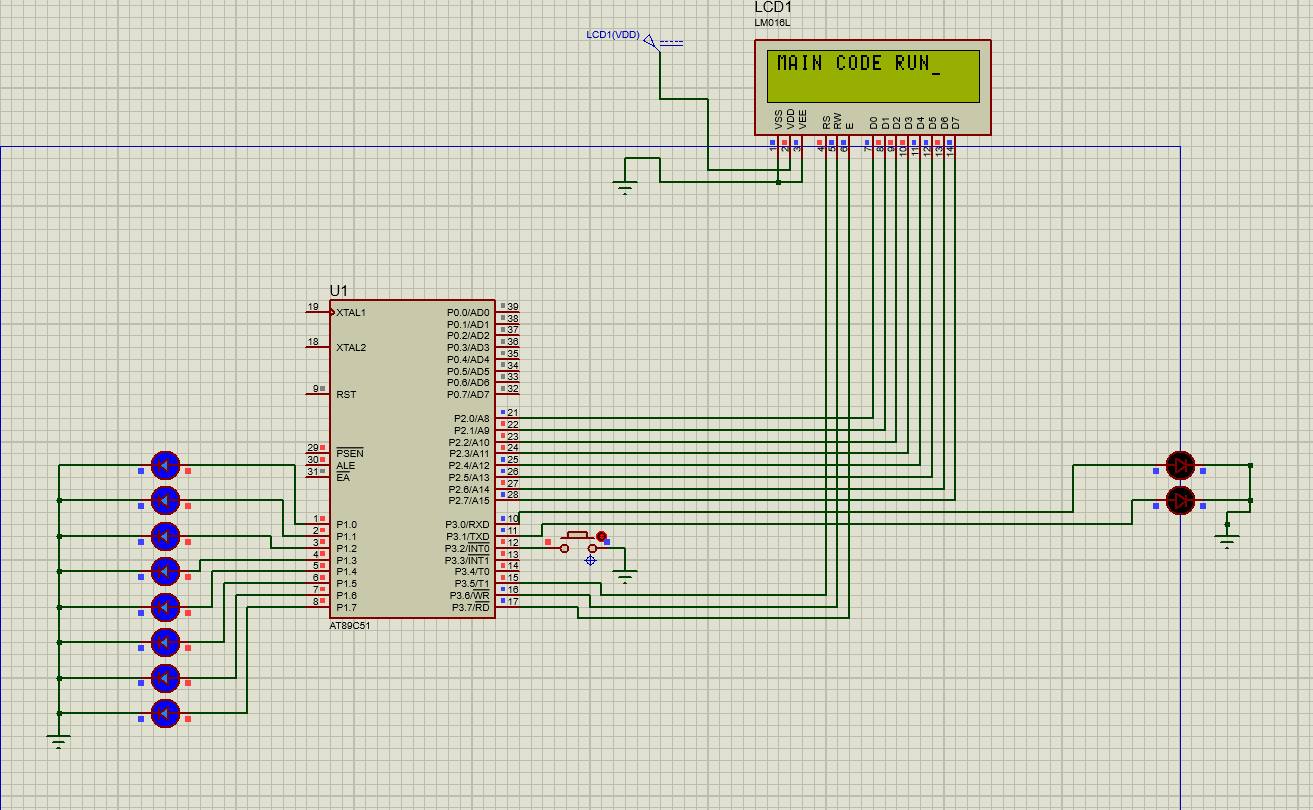 LCD1
LM016L
LCD1(VDD)
MAIN CODE RUN_
VSS VDD VEE RS RW E D0 D1 D2 D3 D4 D5 D6 D7
1 2 3 4 5 6 7 8 9 10 11 12 13 14
U1
19 XTAL1 P0.0/AD0 39
P0.1/AD1 38
P0.2/AD2 37
18 XTAL2 P0.3/AD3 36
P0.4/AD4 35
P0.5/AD5 34
P0.6/AD6 33
9 RST P0.7/AD7 32
P2.0/A8 21
P2.1/A9 22
P2.2/A10 23
29 PSEN P2.3/A11 24
30 ALE P2.4/A12 25
31 EA P2.5/A13 26
P2.6/A14 27
P2.7/A15 28
1 P1.0 P3.0/RXD 10
2 P1.1 P3.1/TXD 11
3 P1.2 P3.2/INT0 12
4 P1.3 P3.3/INT1 13
5 P1.4 P3.4/T0 14
6 P1.5 P3.5/T1 15
7 P1.6 P3.6/WR 16
8 P1.7 P3.7/RD 17
AT89C51